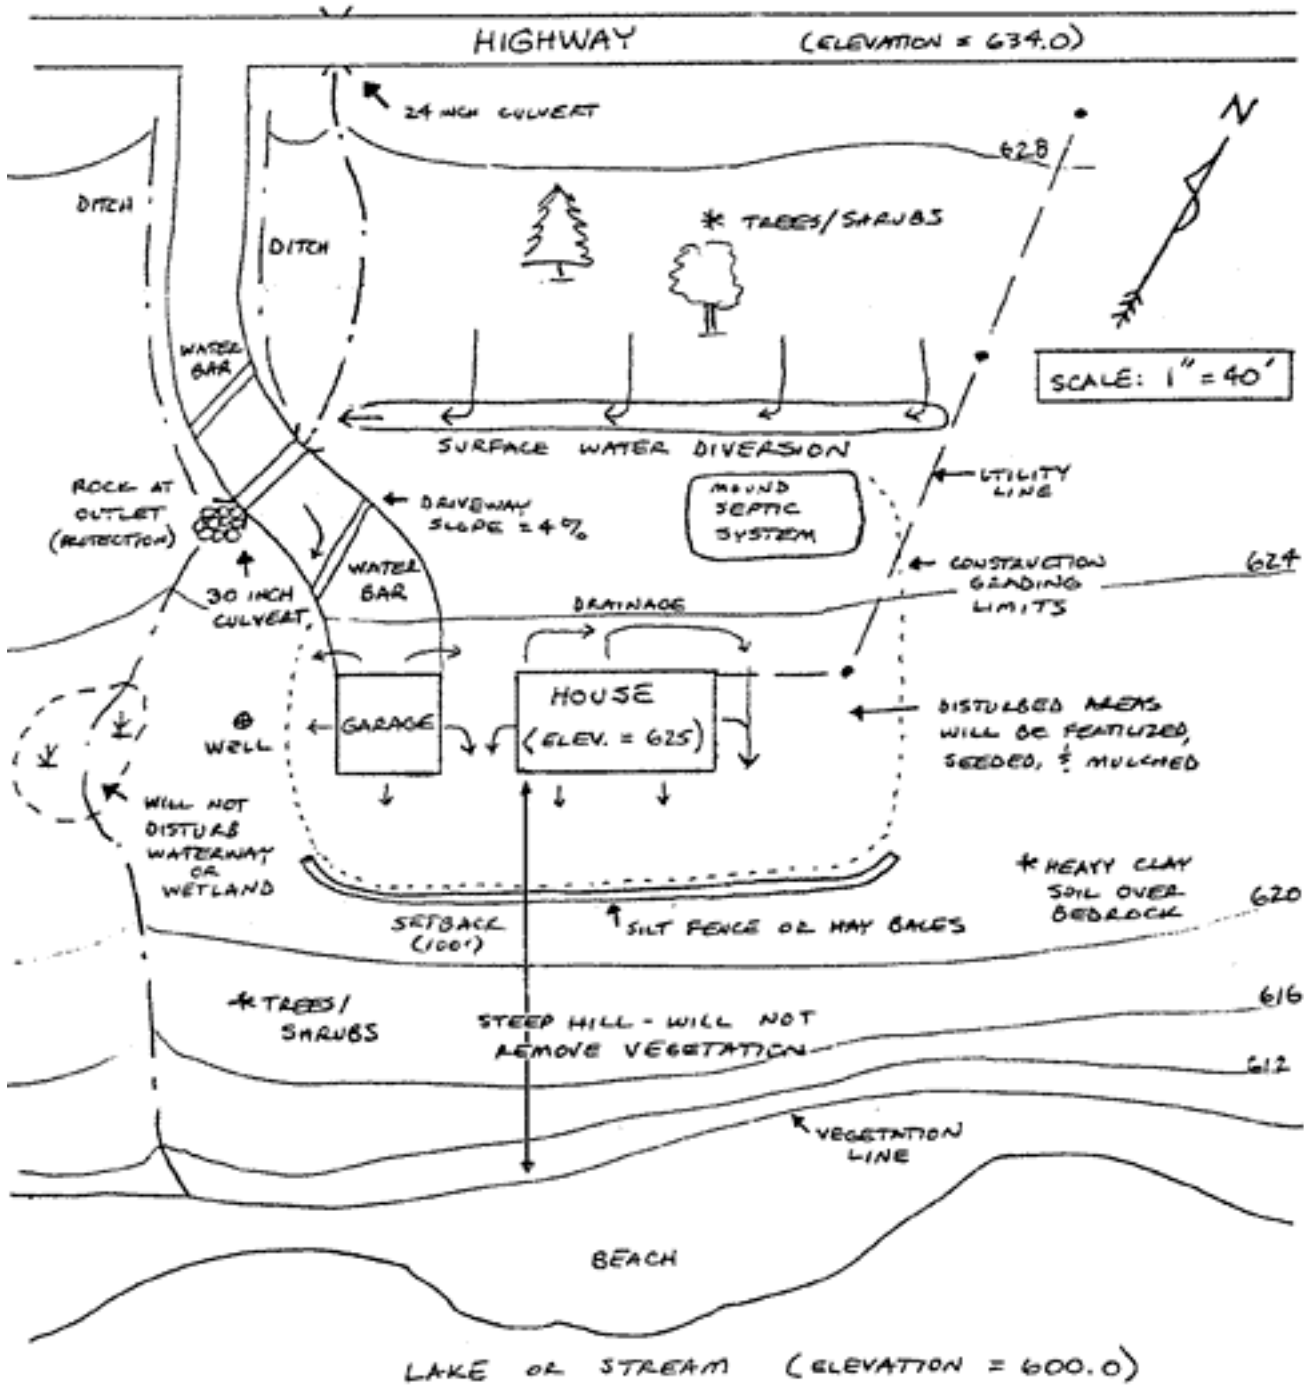 HIGHWAY (ELEVATION = 634.0)
24 INCH CULVERT
N
628
DITCH
DITCH
* TREES/SHRUBS
WATER
BAR
SCALE: 1" = 40'
SURFACE WATER DIVERSION
UTILITY
LINE
ROCK AT
OUTLET
(PROTECTION)
DRIVEWAY
SLOPE = 4%
MOUND
SEPTIC
SYSTEM
WATER
BAR
CONSTRUCTION
GRADING
LIMITS
624
30 INCH
CULVERT
DRAINAGE
HOUSE
(ELEV. = 625)
GARAGE
WELL
DISTURBED AREAS
WILL BE FERTILIZED,
SEEDED, & MULCHED
WILL NOT
DISTURB
WATERWAY
OR
WETLAND
* HEAVY CLAY
SOIL OVER
BEDROCK
620
SETBACK
(100')
SILT FENCE OR HAY BALES
* TREES/
SHRUBS
616
STEEP HILL - WILL NOT
REMOVE VEGETATION
612
VEGETATION
LINE
BEACH
LAKE OR STREAM (ELEVATION = 600.0)